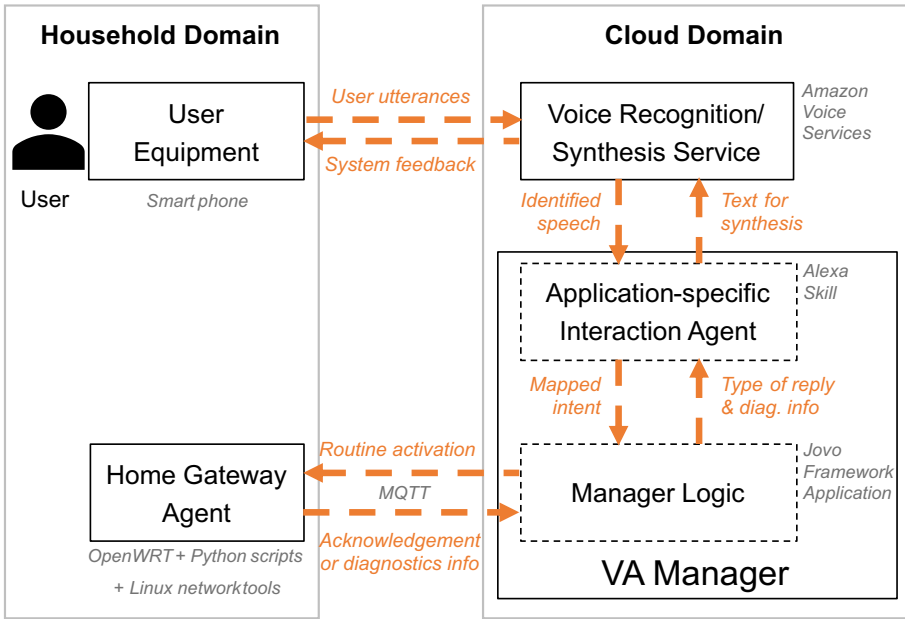 Household Domain
Cloud Domain
User
Equipment
User
Smart phone
User utterances
System feedback
Voice Recognition/
Synthesis Service
Amazon
Voice
Services
Identified
speech
Text for
synthesis
Application-specific
Interaction Agent
Alexa
Skill
Mapped
intent
Type of reply
& diag. info
Home Gateway
Agent
OpenWRT + Python scripts
+ Linux networktools
Routine activation
MQTT
Acknowledgement
or diagnostics info
Manager Logic
Jovo
Framework
Application
VA Manager